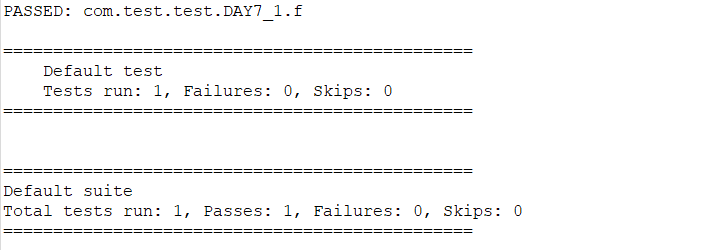 PASSED: com.test.test.DAY7_1.f
===============================================
    Default test
    Tests run: 1, Failures: 0, Skips: 0
===============================================
===============================================
Default suite
Total tests run: 1, Passes: 1, Failures: 0, Skips: 0
===============================================